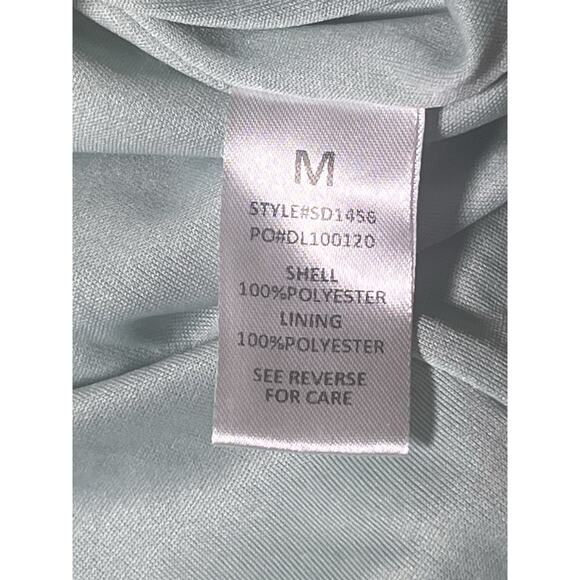 M
STYLE#SD1456
PO#DL100120
SHELL
100%POLYESTER
LINING
100%POLYESTER
SEE REVERSE
FOR CARE